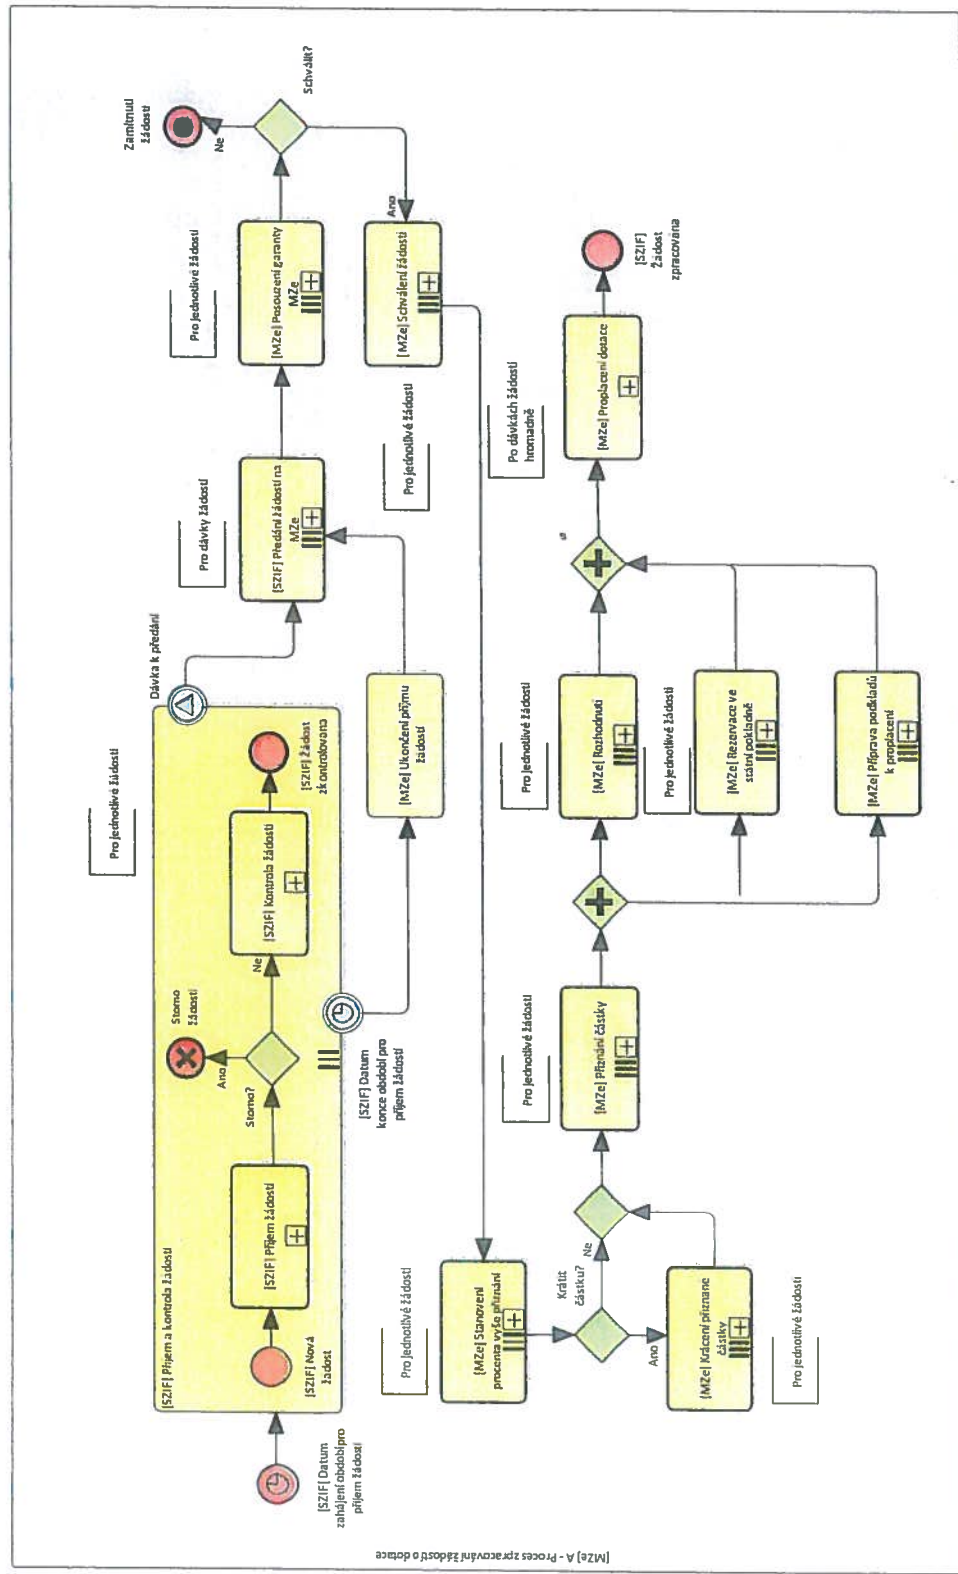 [MZe] A - Proces zpracování žádostí o dotace
[SZIF] Datum
zahájení období pro
příjem žádostí
[SZIF] Příjem a kontrola žádostí
[SZIF] Nová
žádost
[SZIF] Příjem žádostí
Storno?
Ano
Storno
žádosti
Ne
[SZIF] Kontrola žádostí
[SZIF] Žádost
zkontrolována
Pro jednotlivé žádosti
Dávka k předání
[SZIF] Datum
konce období pro
příjem žádostí
[MZe] Ukončení příjmu
žádostí
Pro dávky žádostí
[SZIF] Předání žádostí na
MZe
Pro jednotlivé žádosti
[MZe] Posouzení garanty
MZe
Schválit?
Ne
Zamítnutí
žádosti
Ano
[MZe] Schválení žádosti
Pro jednotlivé žádosti
Pro jednotlivé žádosti
[MZe] Stanovení
procenta výše přiznání
Krátit
částku?
Ne
Ano
[MZe] Krácení přiznané
částky
Pro jednotlivé žádosti
Pro jednotlivé žádosti
[MZe] Přiznání částky
Pro jednotlivé žádosti
[MZe] Rozhodnutí
Pro jednotlivé žádosti
[MZe] Rezervace ve
státní pokladně
[MZe] Příprava podkladů
k proplacení
Po dávkách žádostí
hromadně
[MZe] Proplacení dotace
[SZIF]
Žádost
zpracována